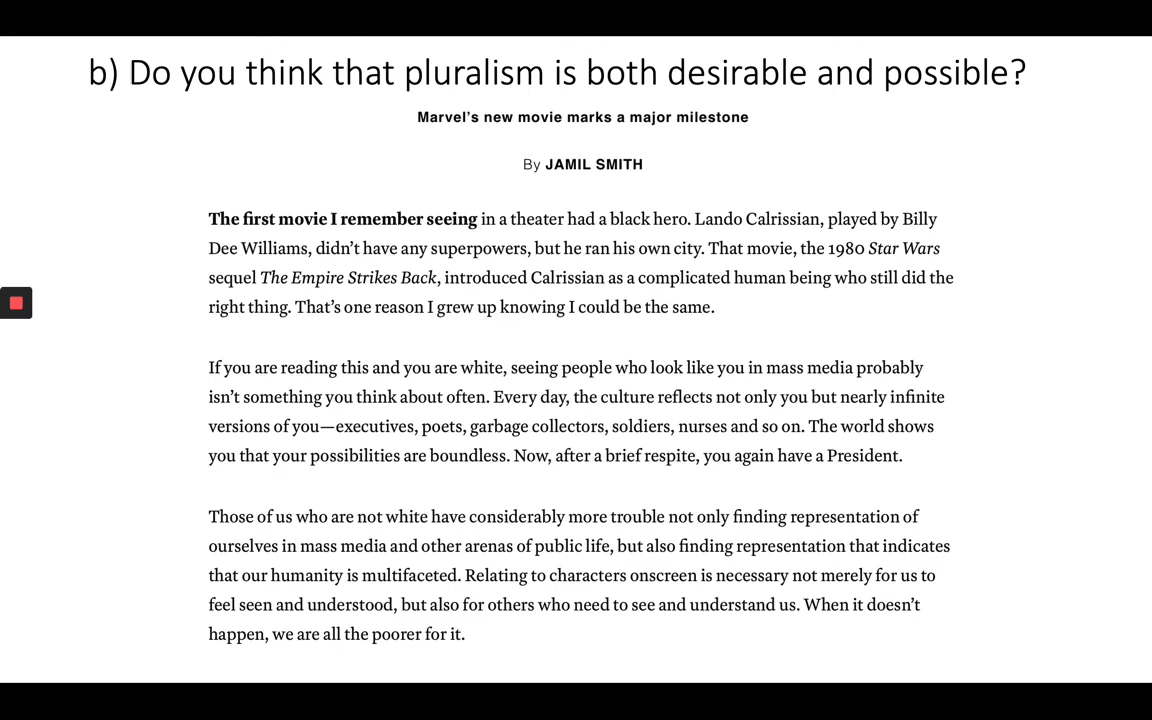 b) Do you think that pluralism is both desirable and possible?
Marvel's new movie marks a major milestone
By JAMIL SMITH
The first movie I remember seeing in a theater had a black hero. Lando Calrissian, played by Billy
Dee Williams, didn't have any superpowers, but he ran his own city. That movie, the 1980 Star Wars
sequel The Empire Strikes Back, introduced Calrissian as a complicated human being who still did the
right thing. That's one reason I grew up knowing I could be the same.
If you are reading this and you are white, seeing people who look like you in mass media probably
isn't something you think about often. Every day, the culture reflects not only you but nearly infinite
versions of you—executives, poets, garbage collectors, soldiers, nurses and so on. The world shows
you that your possibilities are boundless. Now, after a brief respite, you again have a President.
Those of us who are not white have considerably more trouble not only finding representation of
ourselves in mass media and other arenas of public life, but also finding representation that indicates
that our humanity is multifaceted. Relating to characters onscreen is necessary not merely for us to
feel seen and understood, but also for others who need to see and understand us. When it doesn't
happen, we are all the poorer for it.